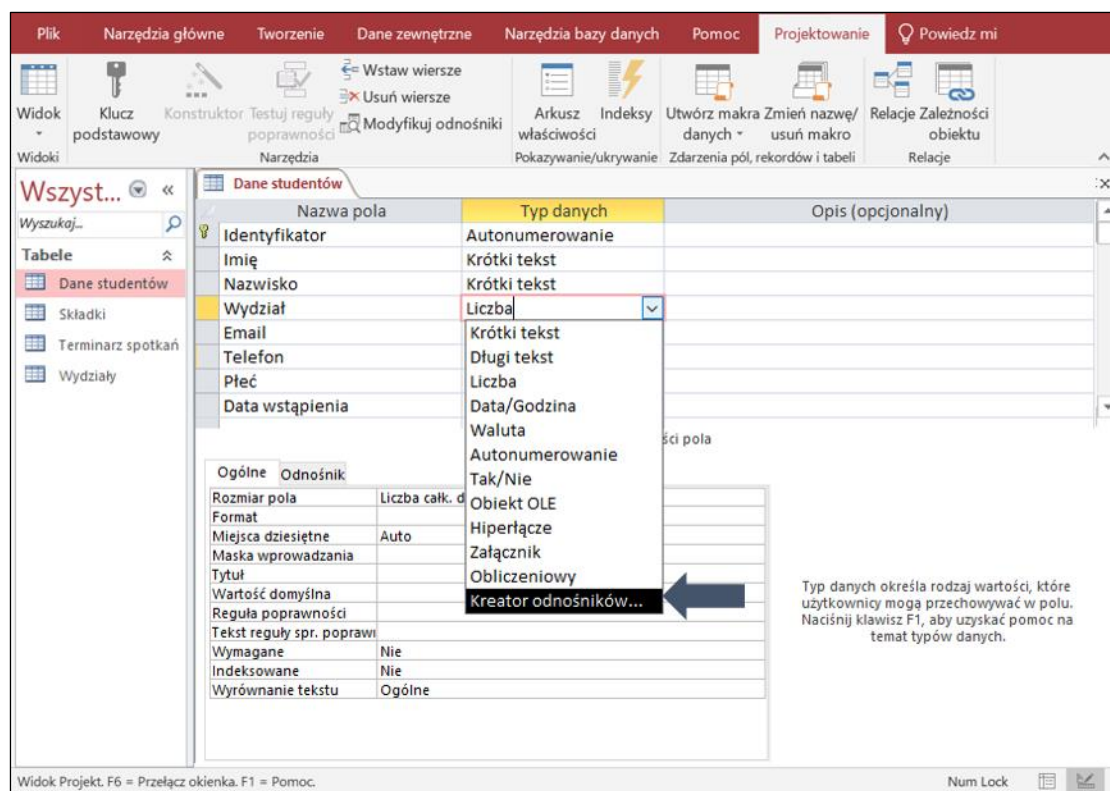 Plik Narzędzia główne Tworzenie Dane zewnętrzne Narzędzia bazy danych Pomoc Projektowanie Powiedz mi
Widok
Klucz podstawowy
Konstruktor
Testuj reguły poprawności
Wstaw wiersze
Usuń wiersze
Modyfikuj odnośniki
Arkusz właściwości
Indeksy
Utwórz makra danych
Zmień nazwę/ usuń makro
Relacje
Zależności obiektu
Widoki Narzędzia Pokazywanie/ukrywanie Zdarzenia pól, rekordów i tabeli Relacje
Wszyst... «
Wyszukaj...
Tabele
Dane studentów
Składki
Terminarz spotkań
Wydziały
Dane studentów
Nazwa pola Typ danych Opis (opcjonalny)
Identyfikator Autonumerowanie
Imię Krótki tekst
Nazwisko Krótki tekst
Wydział Liczba
Email
Telefon
Płeć
Data wstąpienia
Krótki tekst
Długi tekst
Liczba
Data/Godzina
Waluta
Autonumerowanie
Tak/Nie
Obiekt OLE
Hiperłącze
Załącznik
Obliczeniowy
Kreator odnośników...
ści pola
Ogólne Odnośnik
Rozmiar pola Liczba całk. d
Format
Miejsca dziesiętne Auto
Maska wprowadzania
Tytuł
Wartość domyślna
Reguła poprawności
Tekst reguły spr. popraw
Wymagane Nie
Indeksowane Nie
Wyrównanie tekstu Ogólne
Typ danych określa rodzaj wartości, które
użytkownicy mogą przechowywać w polu.
Naciśnij klawisz F1, aby uzyskać pomoc na
temat typów danych.
Widok Projekt. F6 = Przełącz okienka. F1 = Pomoc. Num Lock